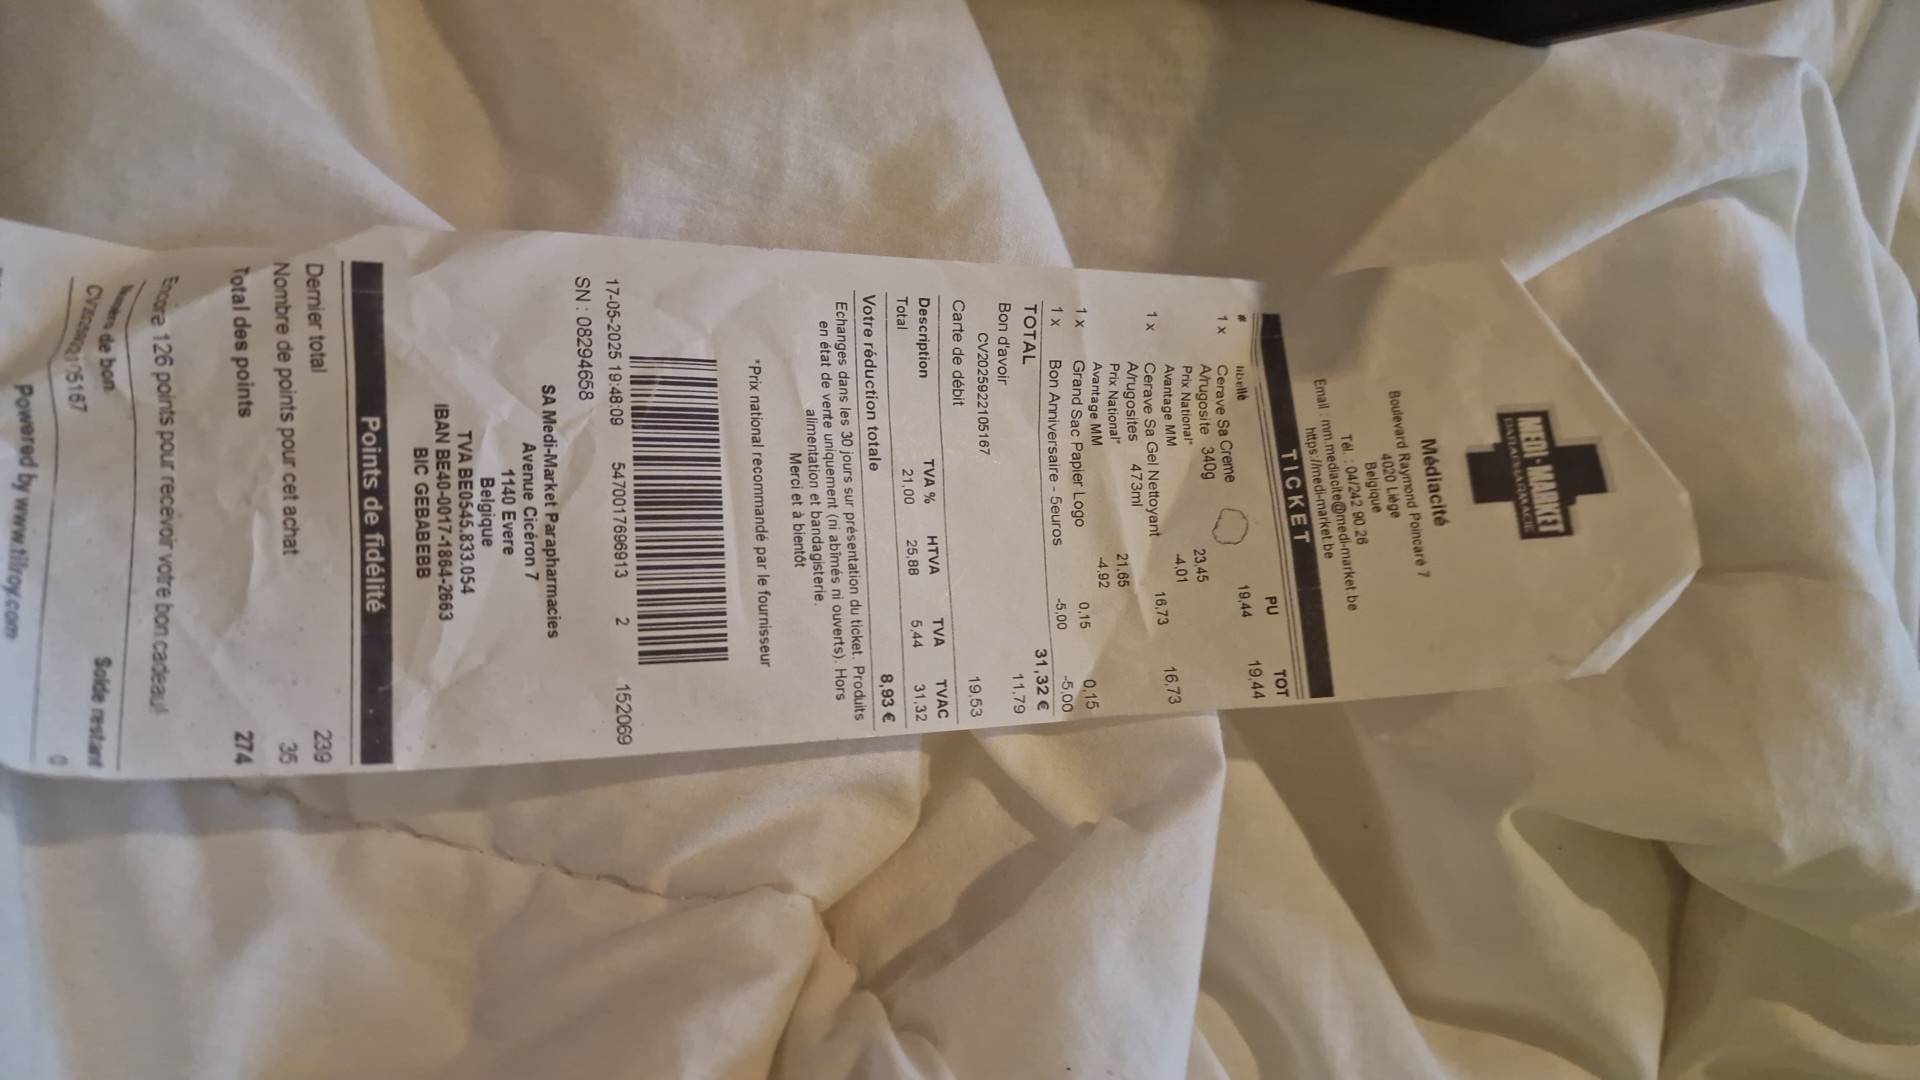 MEDI-MARKET
PARAPHARMACIE
Médiacité
Boulevard Raymond Poincaré 7
4020 Liège
Belgique
Tél. : 04/242 90 26
Email : mm.mediacite@medi-market.be
https://medi-market.be
TICKET
# libellé PU TOT
1 x Cerave Sa Creme 19,44 19,44
A/rugosite 340g
Prix National* 23,45
Avantage MM -4,01
1 x Cerave Sa Gel Nettoyant 16,73 16,73
A/rugosites 473ml
Prix National* 21,65
Avantage MM -4,92
1 x Grand Sac Papier Logo 0,15 0,15
1 x Bon Anniversaire - 5euros -5,00 -5,00
TOTAL 31,32 €
Bon d'avoir 11,79
CV2025922105167
Carte de débit 19,53
Description TVA % HTVA TVA TVAC
Total 21,00 25,88 5,44 31,32
Votre réduction totale 8,93 €
Echanges dans les 30 jours sur présentation du ticket. Produits
en état de vente uniquement (ni abîmés ni ouverts). Hors
alimentation et bandagisterie.
Merci et à bientôt
*Prix national recommandé par le fournisseur
17-05-2025 19:48:09 5470017696913 2 152069
SN : 08294658
SA Medi-Market Parapharmacies
Avenue Cicéron 7
1140 Evere
Belgique
TVA BE0545.833.054
IBAN BE40-0017-1864-2663
BIC GEBABEBB
Points de fidélité
Dernier total 239
Nombre de points pour cet achat 35
Total des points 274
Encore 126 points pour recevoir votre bon cadeau!
Numéro de bon Solde restant
CV2025922105167 0
Powered by www.tilroy.com